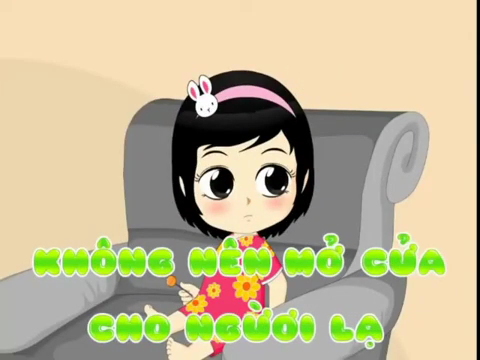 KHÔNG NÊN MỞ CỬA
CHO NGƯỜI LẠ